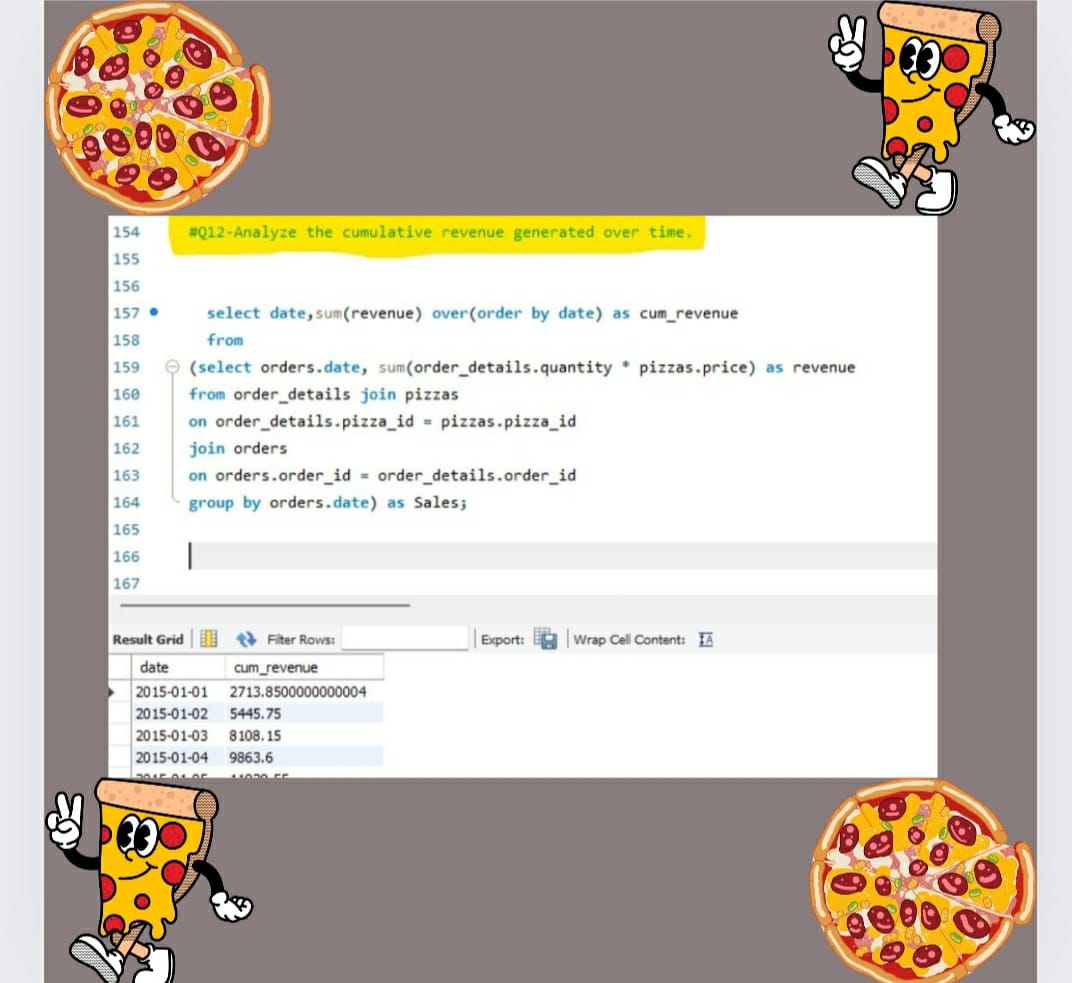 154 #Q12-Analyze the cumulative revenue generated over time.
155
156
157 select date,sum(revenue) over(order by date) as cum_revenue
158 from
159 (select orders.date, sum(order_details.quantity * pizzas.price) as revenue
160 from order_details join pizzas
161 on order_details.pizza_id = pizzas.pizza_id
162 join orders
163 on orders.order_id = order_details.order_id
164 group by orders.date) as Sales;
165
166
167
Result Grid Filter Rows: Export: Wrap Cell Content: IA
date cum_revenue
2015-01-01 2713.8500000000004
2015-01-02 5445.75
2015-01-03 8108.15
2015-01-04 9863.6